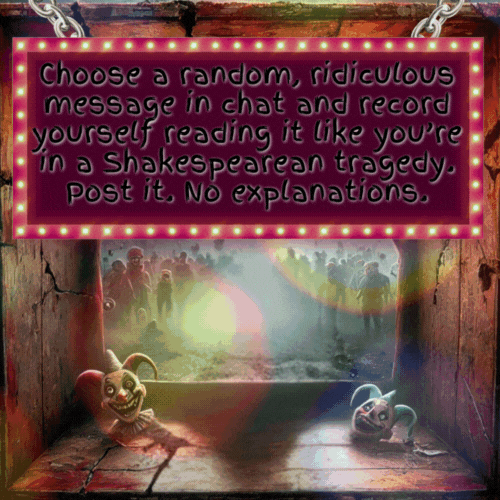 Choose a random, ridiculous
message in chat and record
yourself reading it like you're
in a Shakespearean tragedy.
Post it. No explanations.